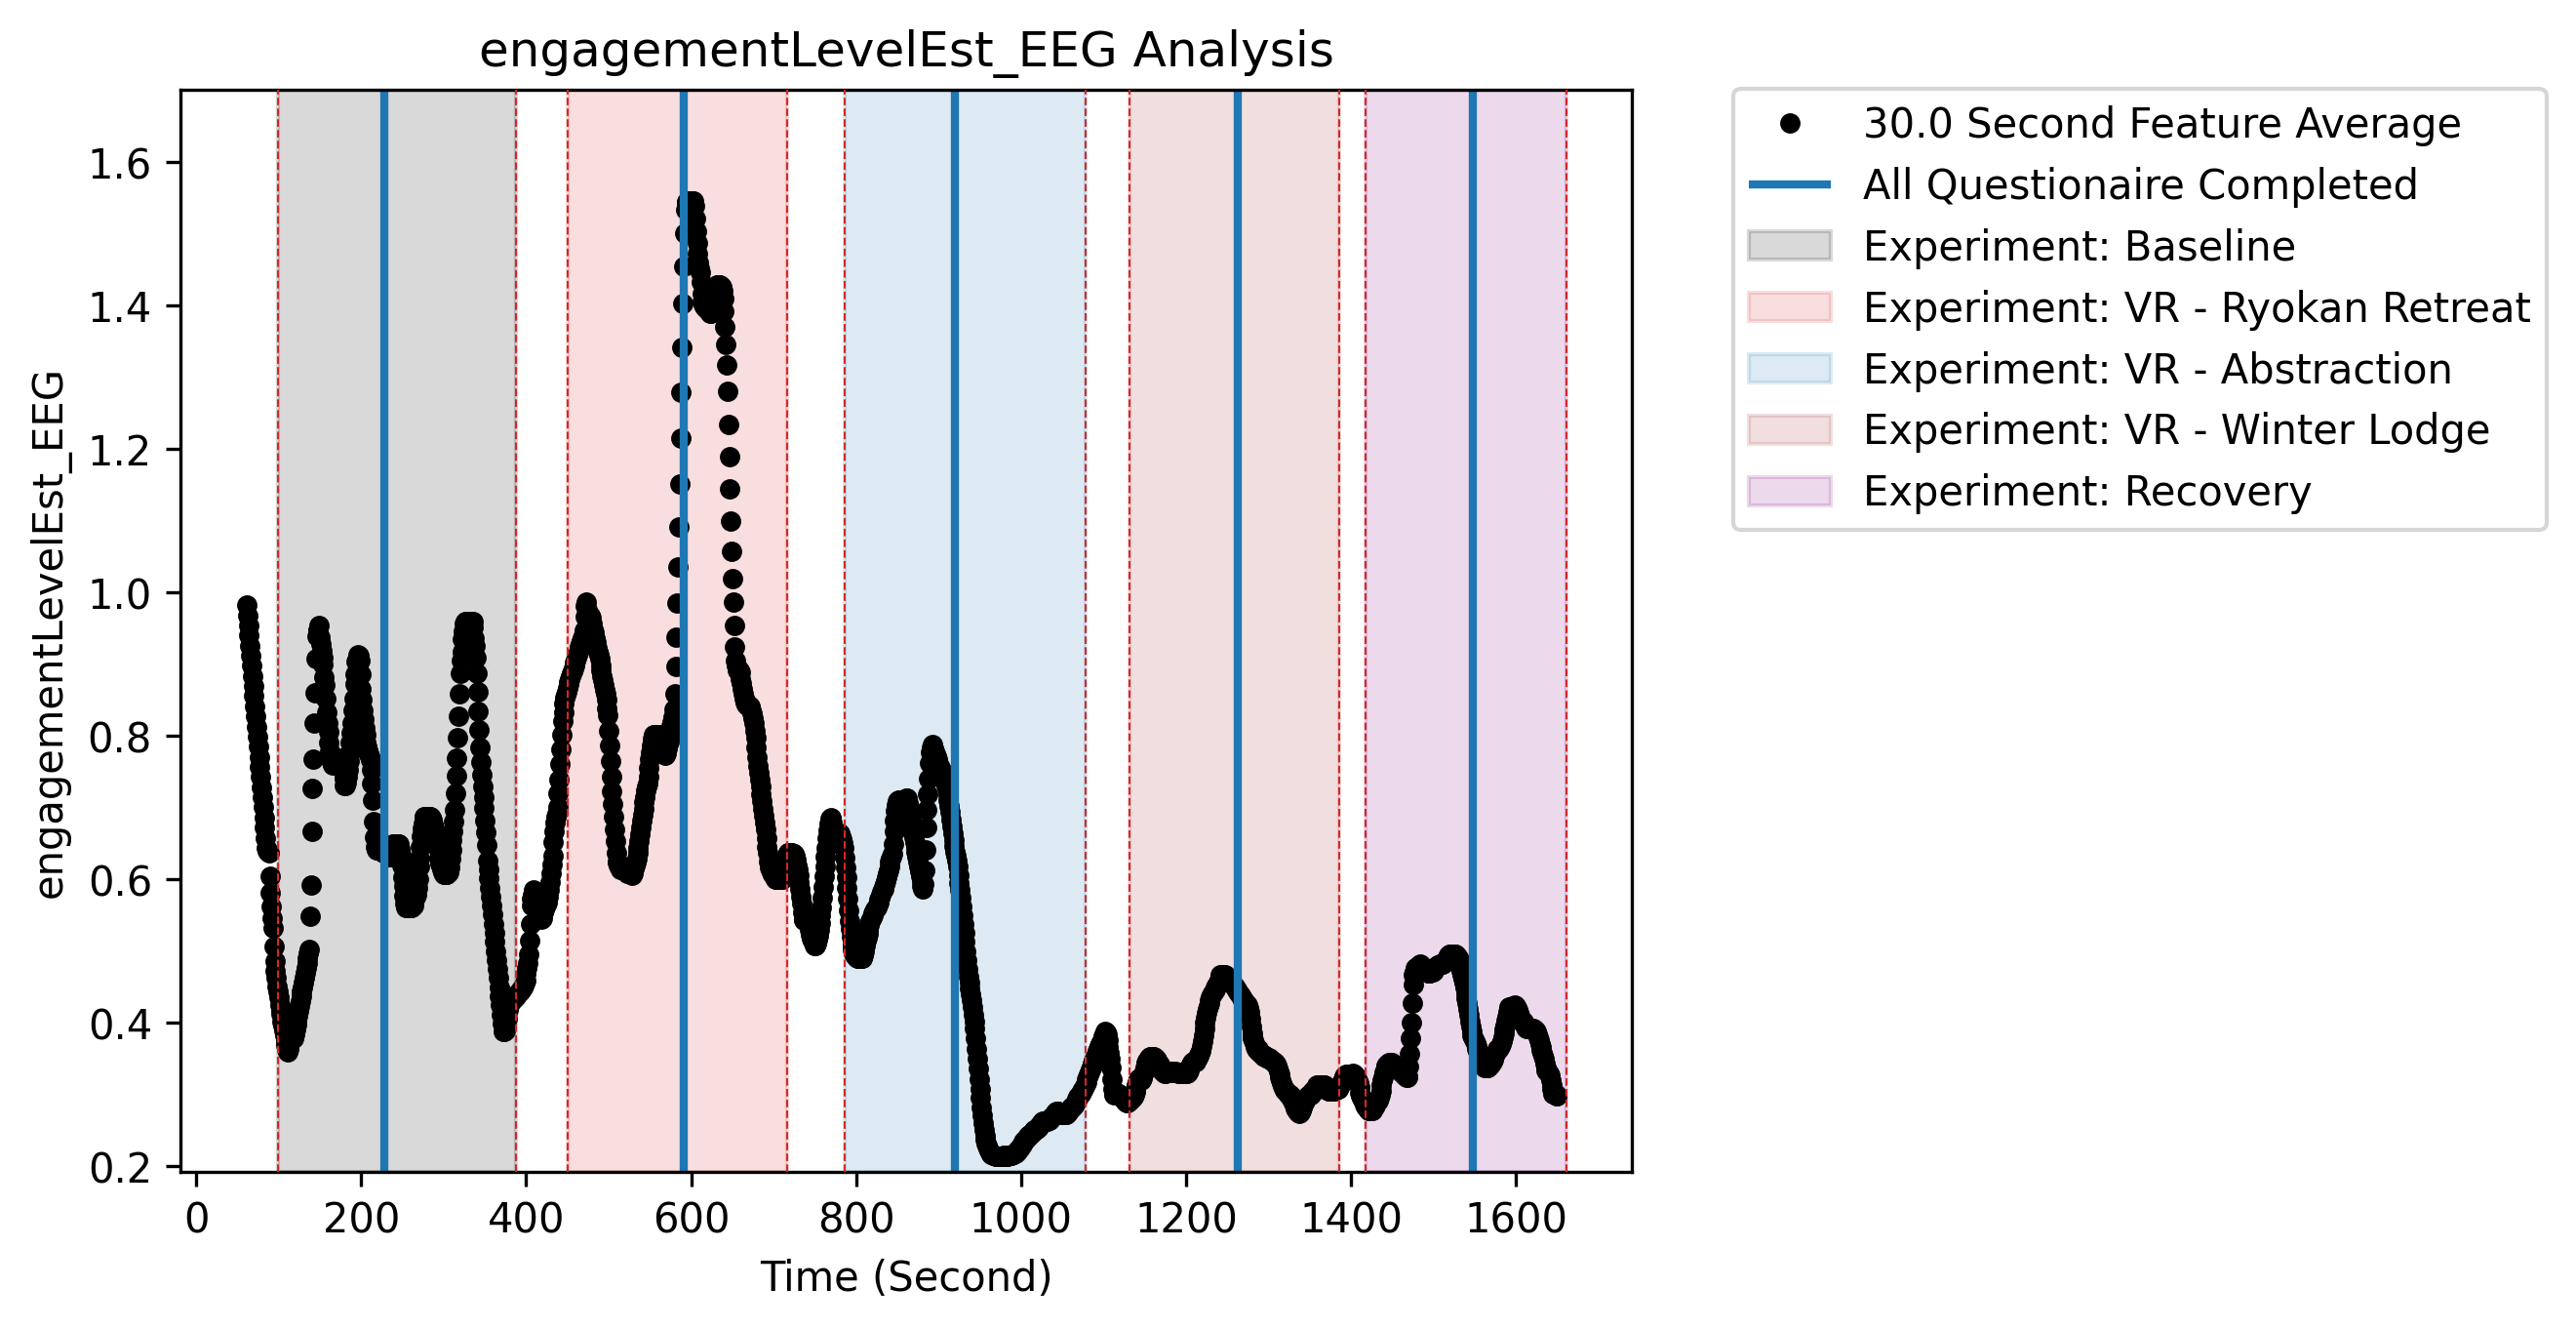 engagementLevelEst_EEG Analysis
engagementLevelEst_EEG
1.6
1.4
1.2
1.0
0.8
0.6
0.4
0.2
0 200 400 600 800 1000 1200 1400 1600
Time (Second)
30.0 Second Feature Average
All Questionaire Completed
Experiment: Baseline
Experiment: VR - Ryokan Retreat
Experiment: VR - Abstraction
Experiment: VR - Winter Lodge
Experiment: Recovery